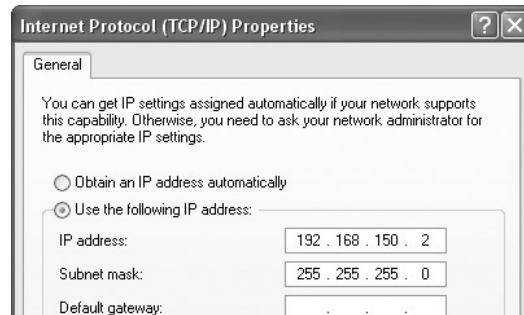 Internet Protocol (TCP/IP) Properties
General
You can get IP settings assigned automatically if your network supports
this capability. Otherwise, you need to ask your network administrator for
the appropriate IP settings.
Obtain an IP address automatically
Use the following IP address:
IP address: 192 . 168 . 150 . 2
Subnet mask: 255 . 255 . 255 . 0
Default gateway: . . .